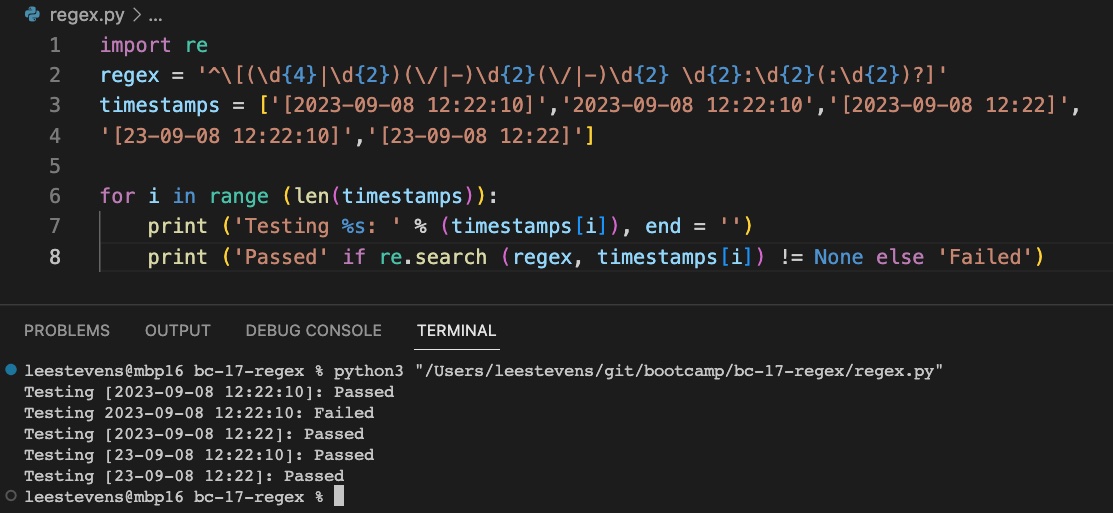 regex.py > ...
1 import re
2 regex = '^\[(\d{4}|\d{2})(\/|-)\d{2}(\/|-)\d{2} \d{2}:\d{2}(:\d{2})?]'
3 timestamps = ['[2023-09-08 12:22:10]','2023-09-08 12:22:10','[2023-09-08 12:22]',
4 '[23-09-08 12:22:10]','[23-09-08 12:22]']
5
6 for i in range (len(timestamps)):
7     print ('Testing %s: ' % (timestamps[i]), end = '')
8     print ('Passed' if re.search (regex, timestamps[i]) != None else 'Failed')
PROBLEMS OUTPUT DEBUG CONSOLE TERMINAL
leestevens@mbp16 bc-17-regex % python3 "/Users/leestevens/git/bootcamp/bc-17-regex/regex.py"
Testing [2023-09-08 12:22:10]: Passed
Testing 2023-09-08 12:22:10: Failed
Testing [2023-09-08 12:22]: Passed
Testing [23-09-08 12:22:10]: Passed
Testing [23-09-08 12:22]: Passed
leestevens@mbp16 bc-17-regex %